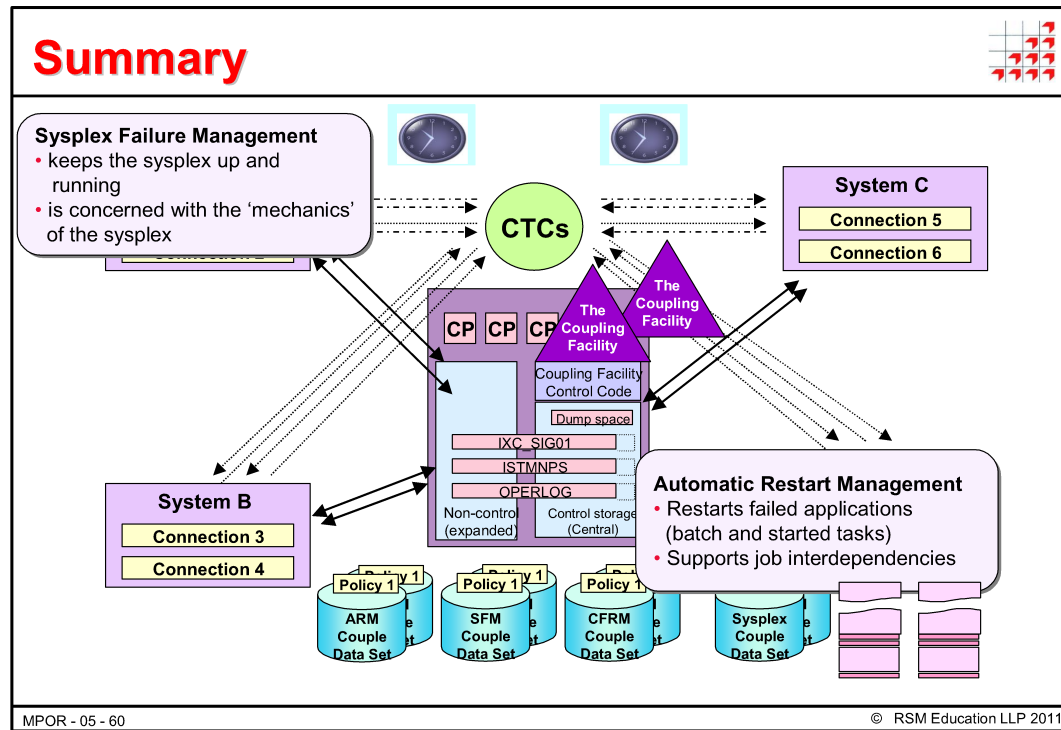 Summary
Sysplex Failure Management
• keeps the sysplex up and
running
• is concerned with the ‘mechanics’
of the sysplex
CTCs
System C
Connection 5
Connection 6
The
Coupling
Facility
The
Coupling
Facility
CP
CP
CP
Coupling Facility
Control Code
Dump space
IXC_SIG01
ISTMNPS
OPERLOG
Non-control
(expanded)
Control storage
(Central)
System B
Connection 3
Connection 4
Automatic Restart Management
• Restarts failed applications
(batch and started tasks)
• Supports job interdependencies
Policy 1
ARM
Couple
Data Set
Policy 1
SFM
Couple
Data Set
Policy 1
CFRM
Couple
Data Set
Sysplex
Couple
Data Set
MPOR - 05 - 60
© RSM Education LLP 2011